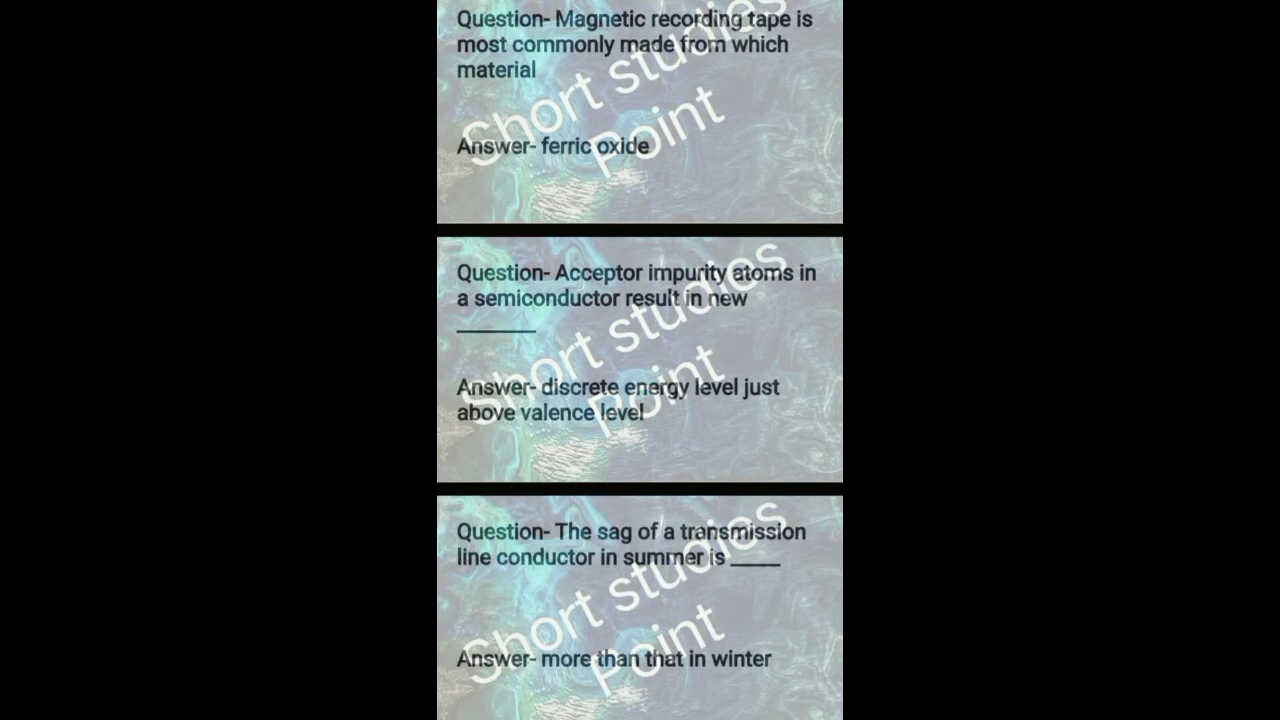 Question- Magnetic recording tape is
most commonly made from which
material
Answer- ferric oxide
Short studies
Point
Question- Acceptor impurity atoms in
a semiconductor result in new
________
Answer- discrete energy level just
above valence level
Short studies
Point
Question- The sag of a transmission
line conductor in summer is _____
Answer- more than that in winter
Short studies
Point